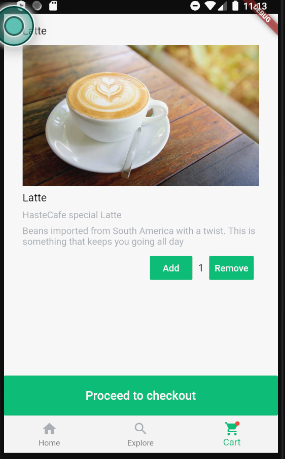 11:13
DEBUG
Latte
Latte
HasteCafe special Latte
Beans imported from South America with a twist. This is
something that keeps you going all day
Add 1 Remove
Proceed to checkout
Home Explore Cart